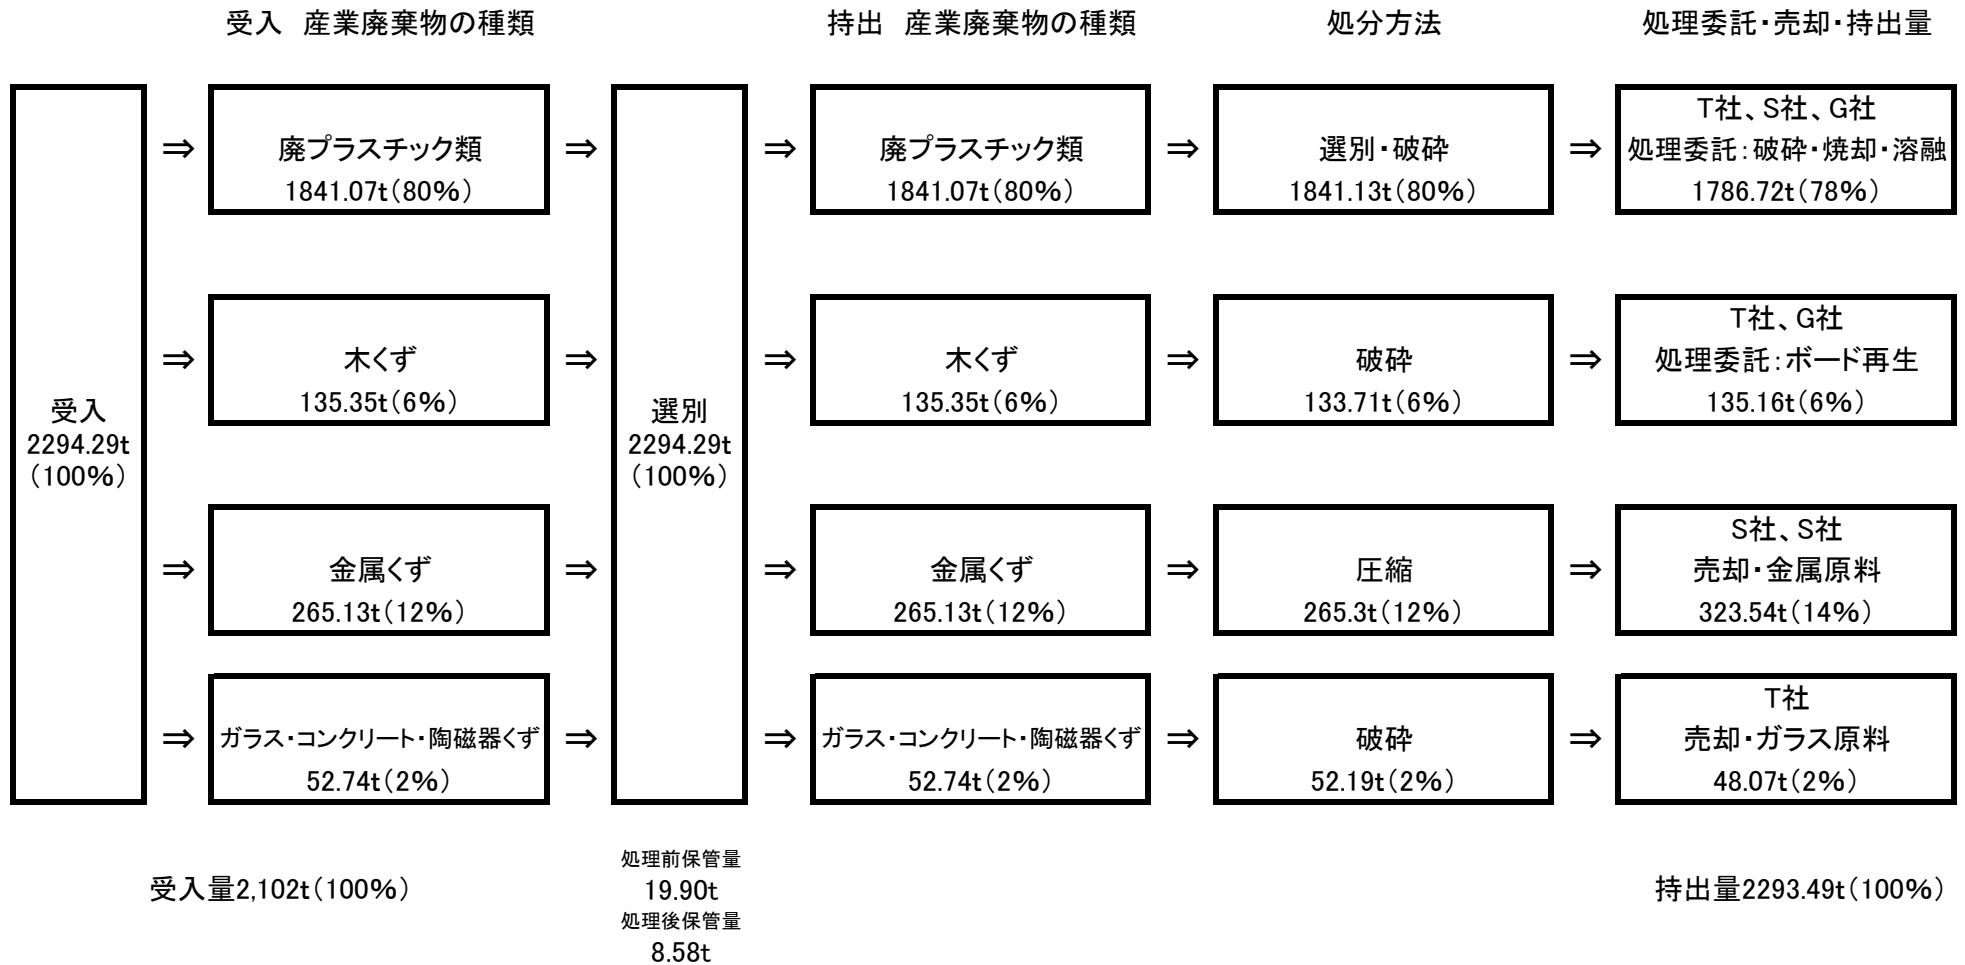 受入　産業廃棄物の種類
持出　産業廃棄物の種類
処分方法
処理委託・売却・持出量
受入
2294.29t
（100%）
⇒
廃プラスチック類
1841.07t（80%）
⇒
⇒
木くず
135.35t（6%）
⇒
⇒
金属くず
265.13t（12%）
⇒
⇒
ガラス・コンクリート・陶磁器くず
52.74t（2%）
⇒
選別
2294.29t
（100%）
⇒
廃プラスチック類
1841.07t（80%）
⇒
選別・破砕
1841.13t（80%）
⇒
T社、S社、G社
処理委託：破砕・焼却・溶融
1786.72t（78%）
⇒
木くず
135.35t（6%）
⇒
破砕
133.71t（6%）
⇒
T社、G社
処理委託：ボード再生
135.16t（6%）
⇒
金属くず
265.13t（12%）
⇒
圧縮
265.3t（12%）
⇒
S社、S社
売却・金属原料
323.54t（14%）
⇒
ガラス・コンクリート・陶磁器くず
52.74t（2%）
⇒
破砕
52.19t（2%）
⇒
T社
売却・ガラス原料
48.07t（2%）
受入量2,102t（100%）
処理前保管量
19.90t
処理後保管量
8.58t
持出量2293.49t（100%）